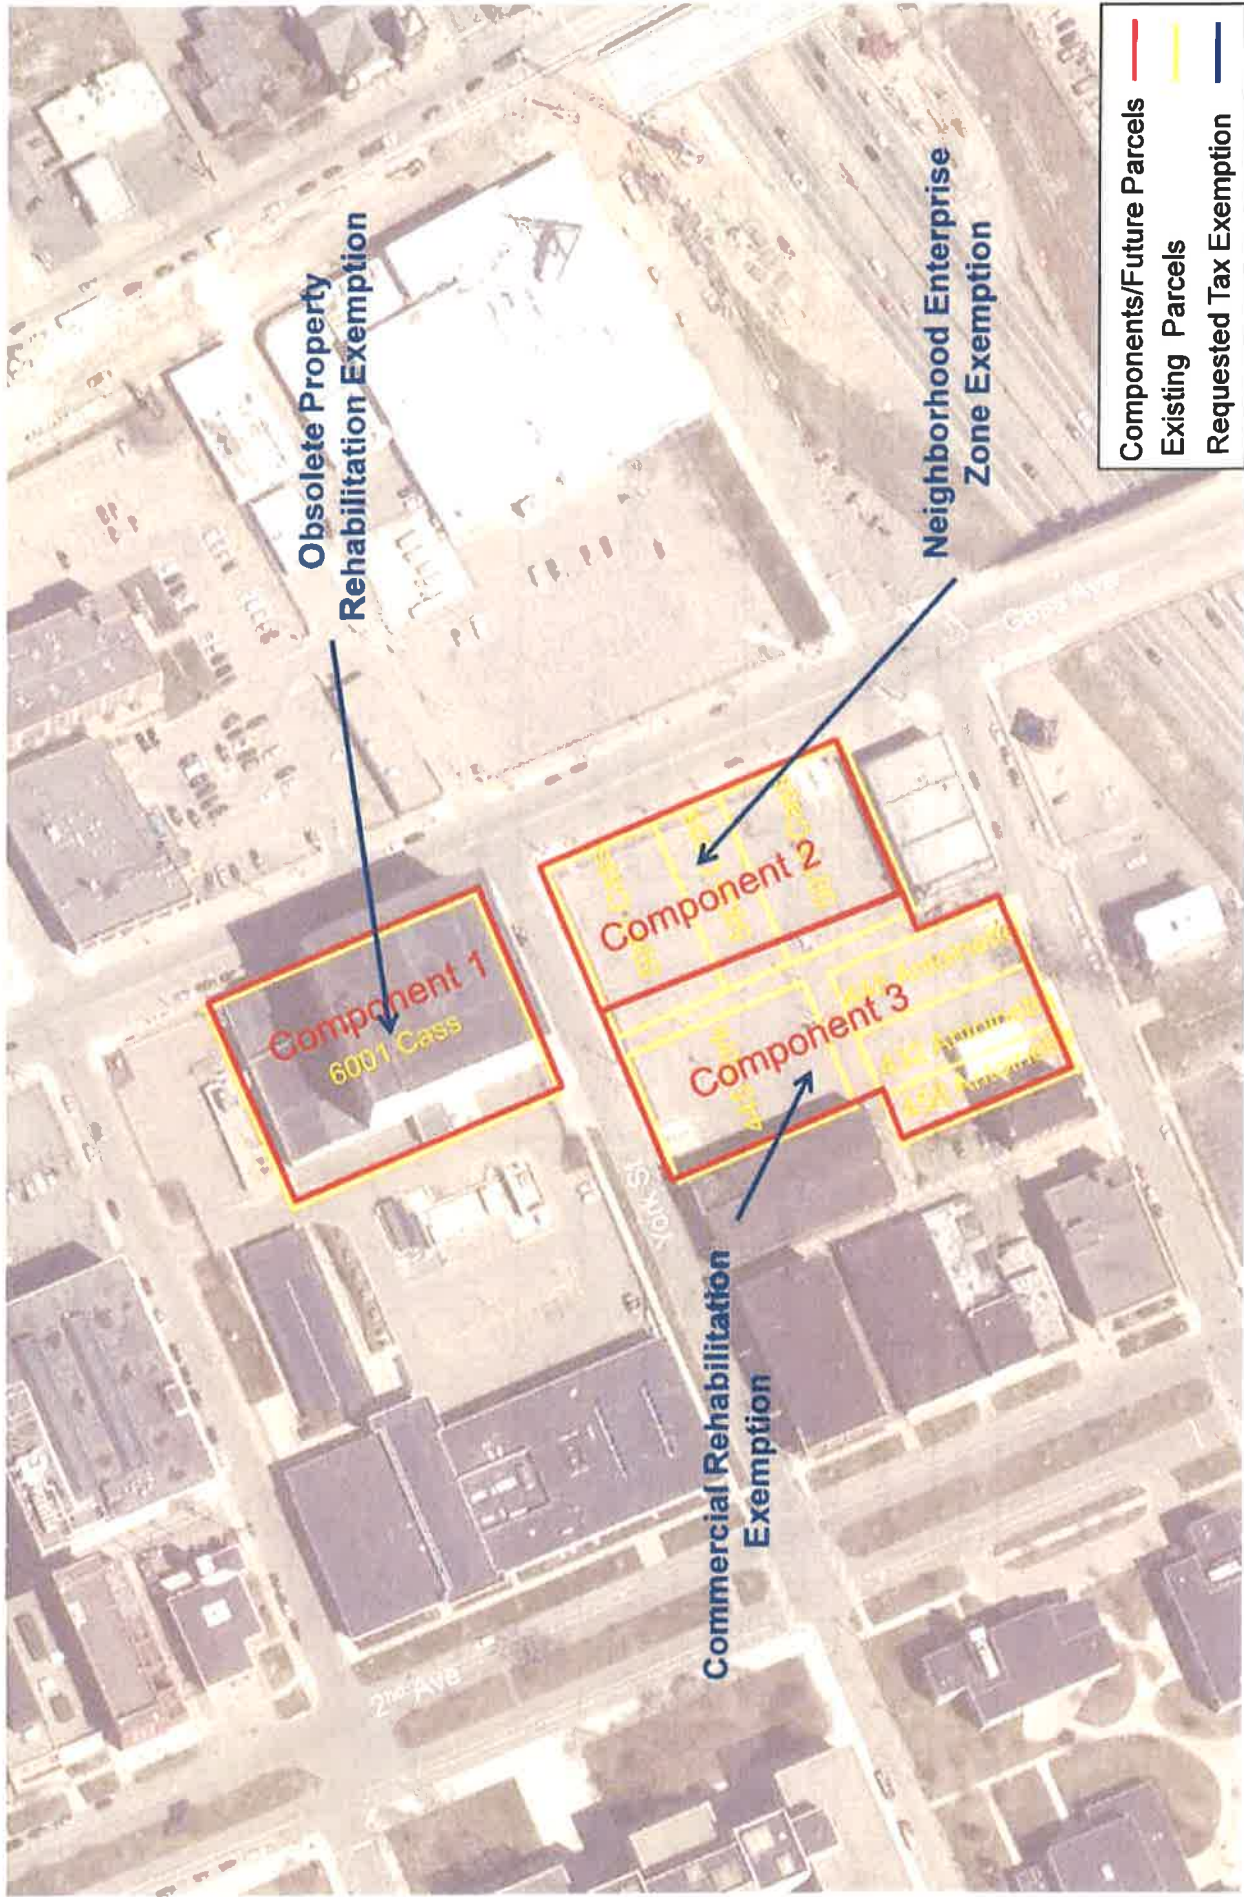 Obsolete Property
Rehabilitation Exemption
Component 1
6001 Cass
York St.
Component 2
Component 3
Neighborhood Enterprise
Zone Exemption
Commercial Rehabilitation
Exemption
2nd Ave
Cass Ave
Components/Future Parcels
Existing Parcels
Requested Tax Exemption